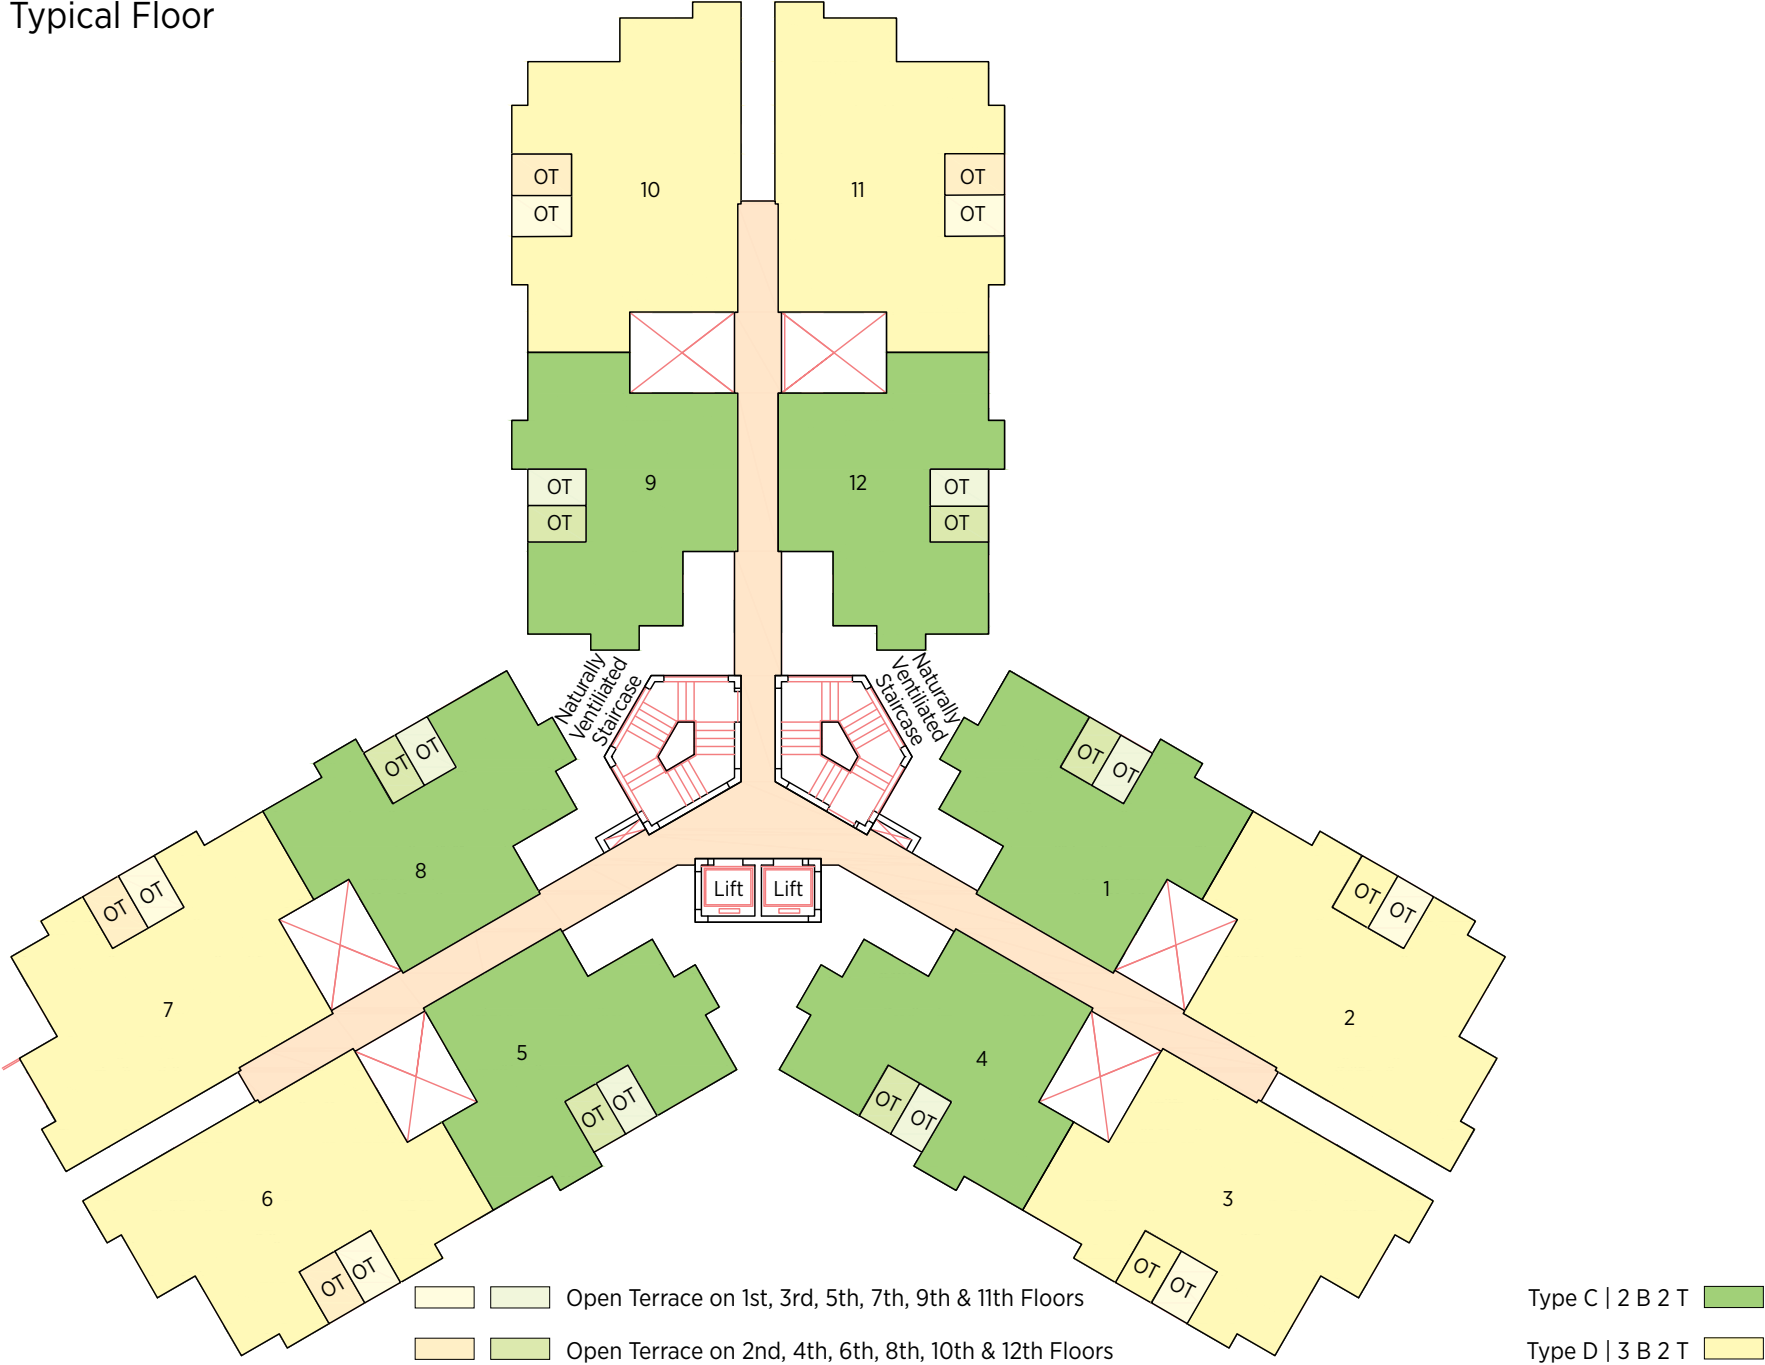 Typical Floor
OT
OT
10
11
OT
OT
OT
OT
9
12
OT
OT
Naturally
Ventiliated
Staircase
Naturally
Ventiliated
Staircase
OT
OT
8
OT
OT
7
Lift
Lift
OT
OT
1
OT
OT
2
5
OT
OT
4
OT
OT
6
OT
OT
3
OT
OT
Open Terrace on 1st, 3rd, 5th, 7th, 9th & 11th Floors
Open Terrace on 2nd, 4th, 6th, 8th, 10th & 12th Floors
Type C | 2 B 2 T
Type D | 3 B 2 T